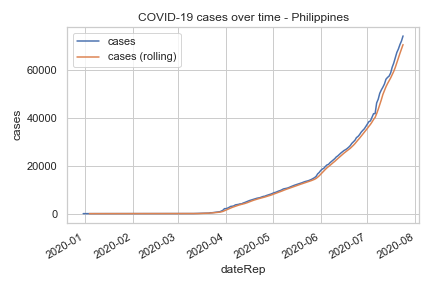 COVID-19 cases over time - Philippines
cases
cases (rolling)
60000
40000
20000
0
cases
2020-01
2020-02
2020-03
2020-04
2020-05
2020-06
2020-07
2020-08
dateRep